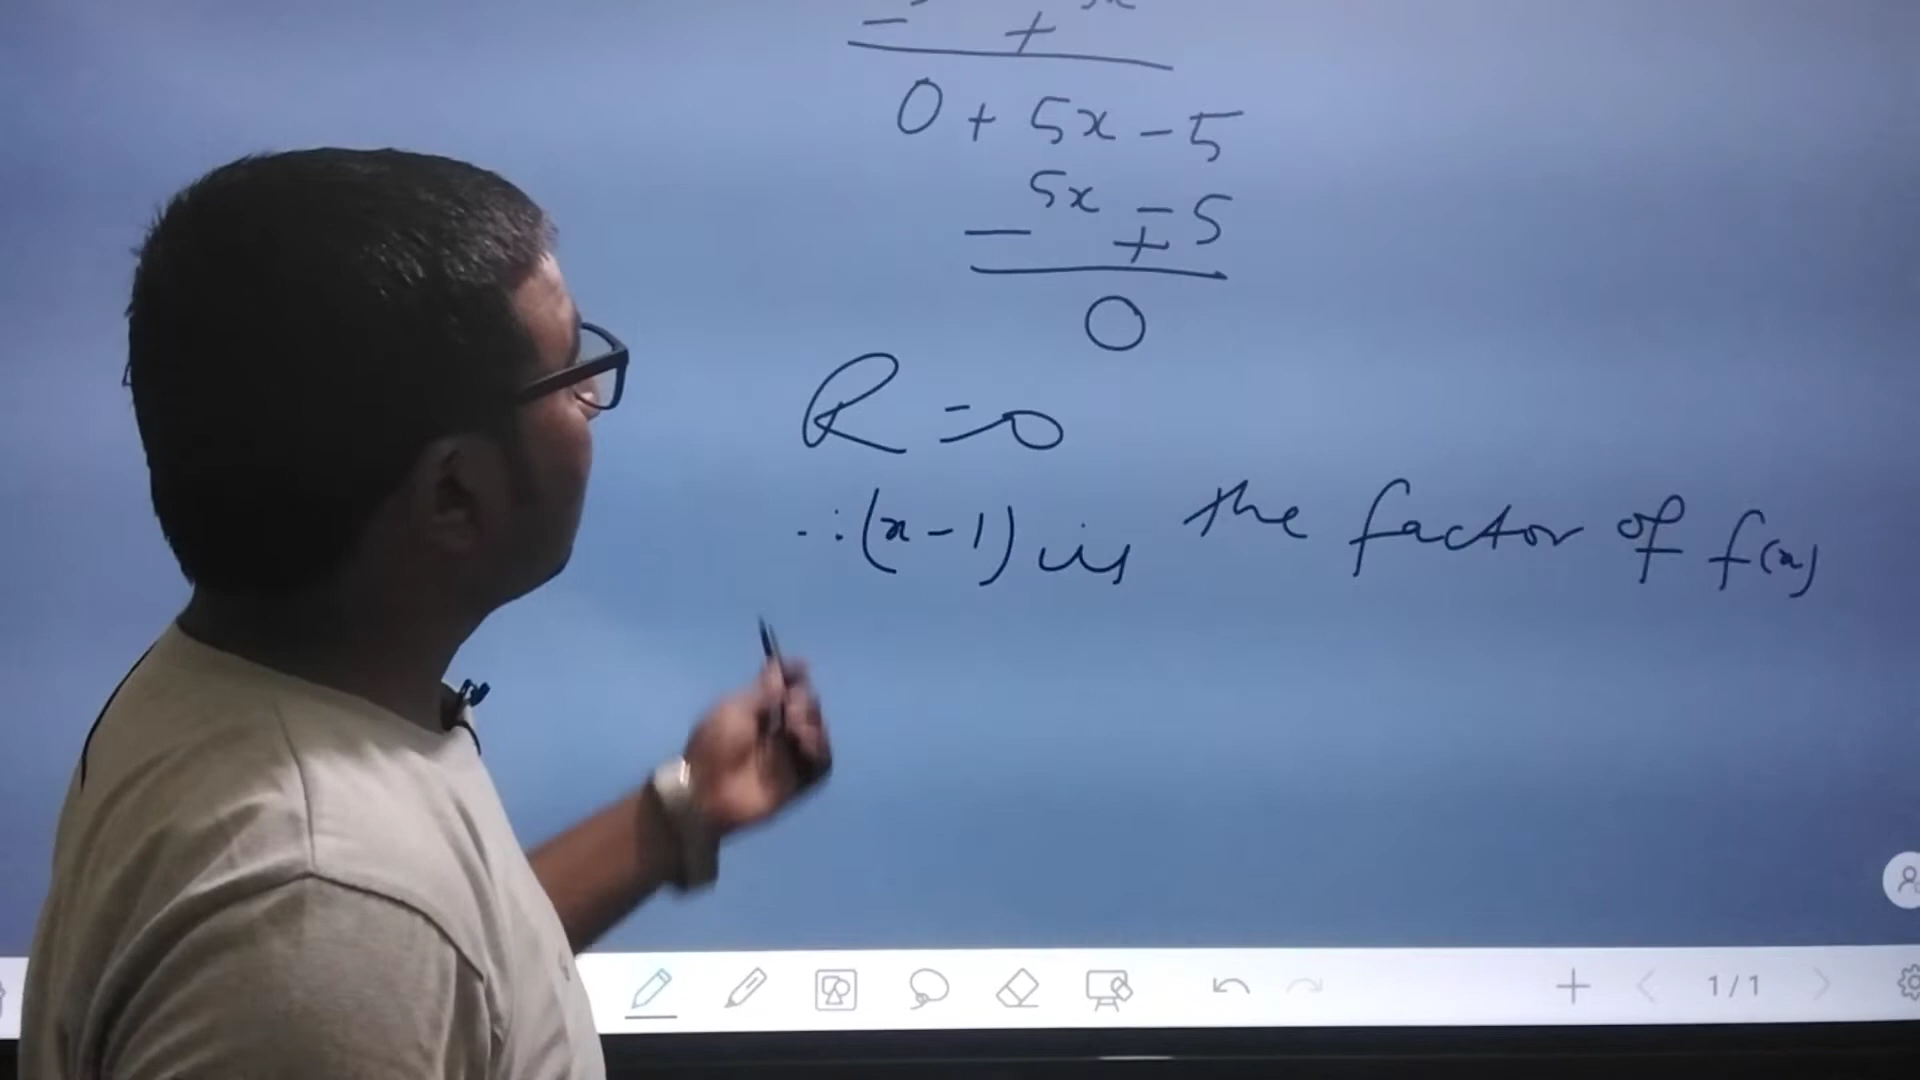 - +
0 + 5x - 5
5x - 5
- +
0
R = 0
∴ (x-1) is the factor of f(x)
1/1